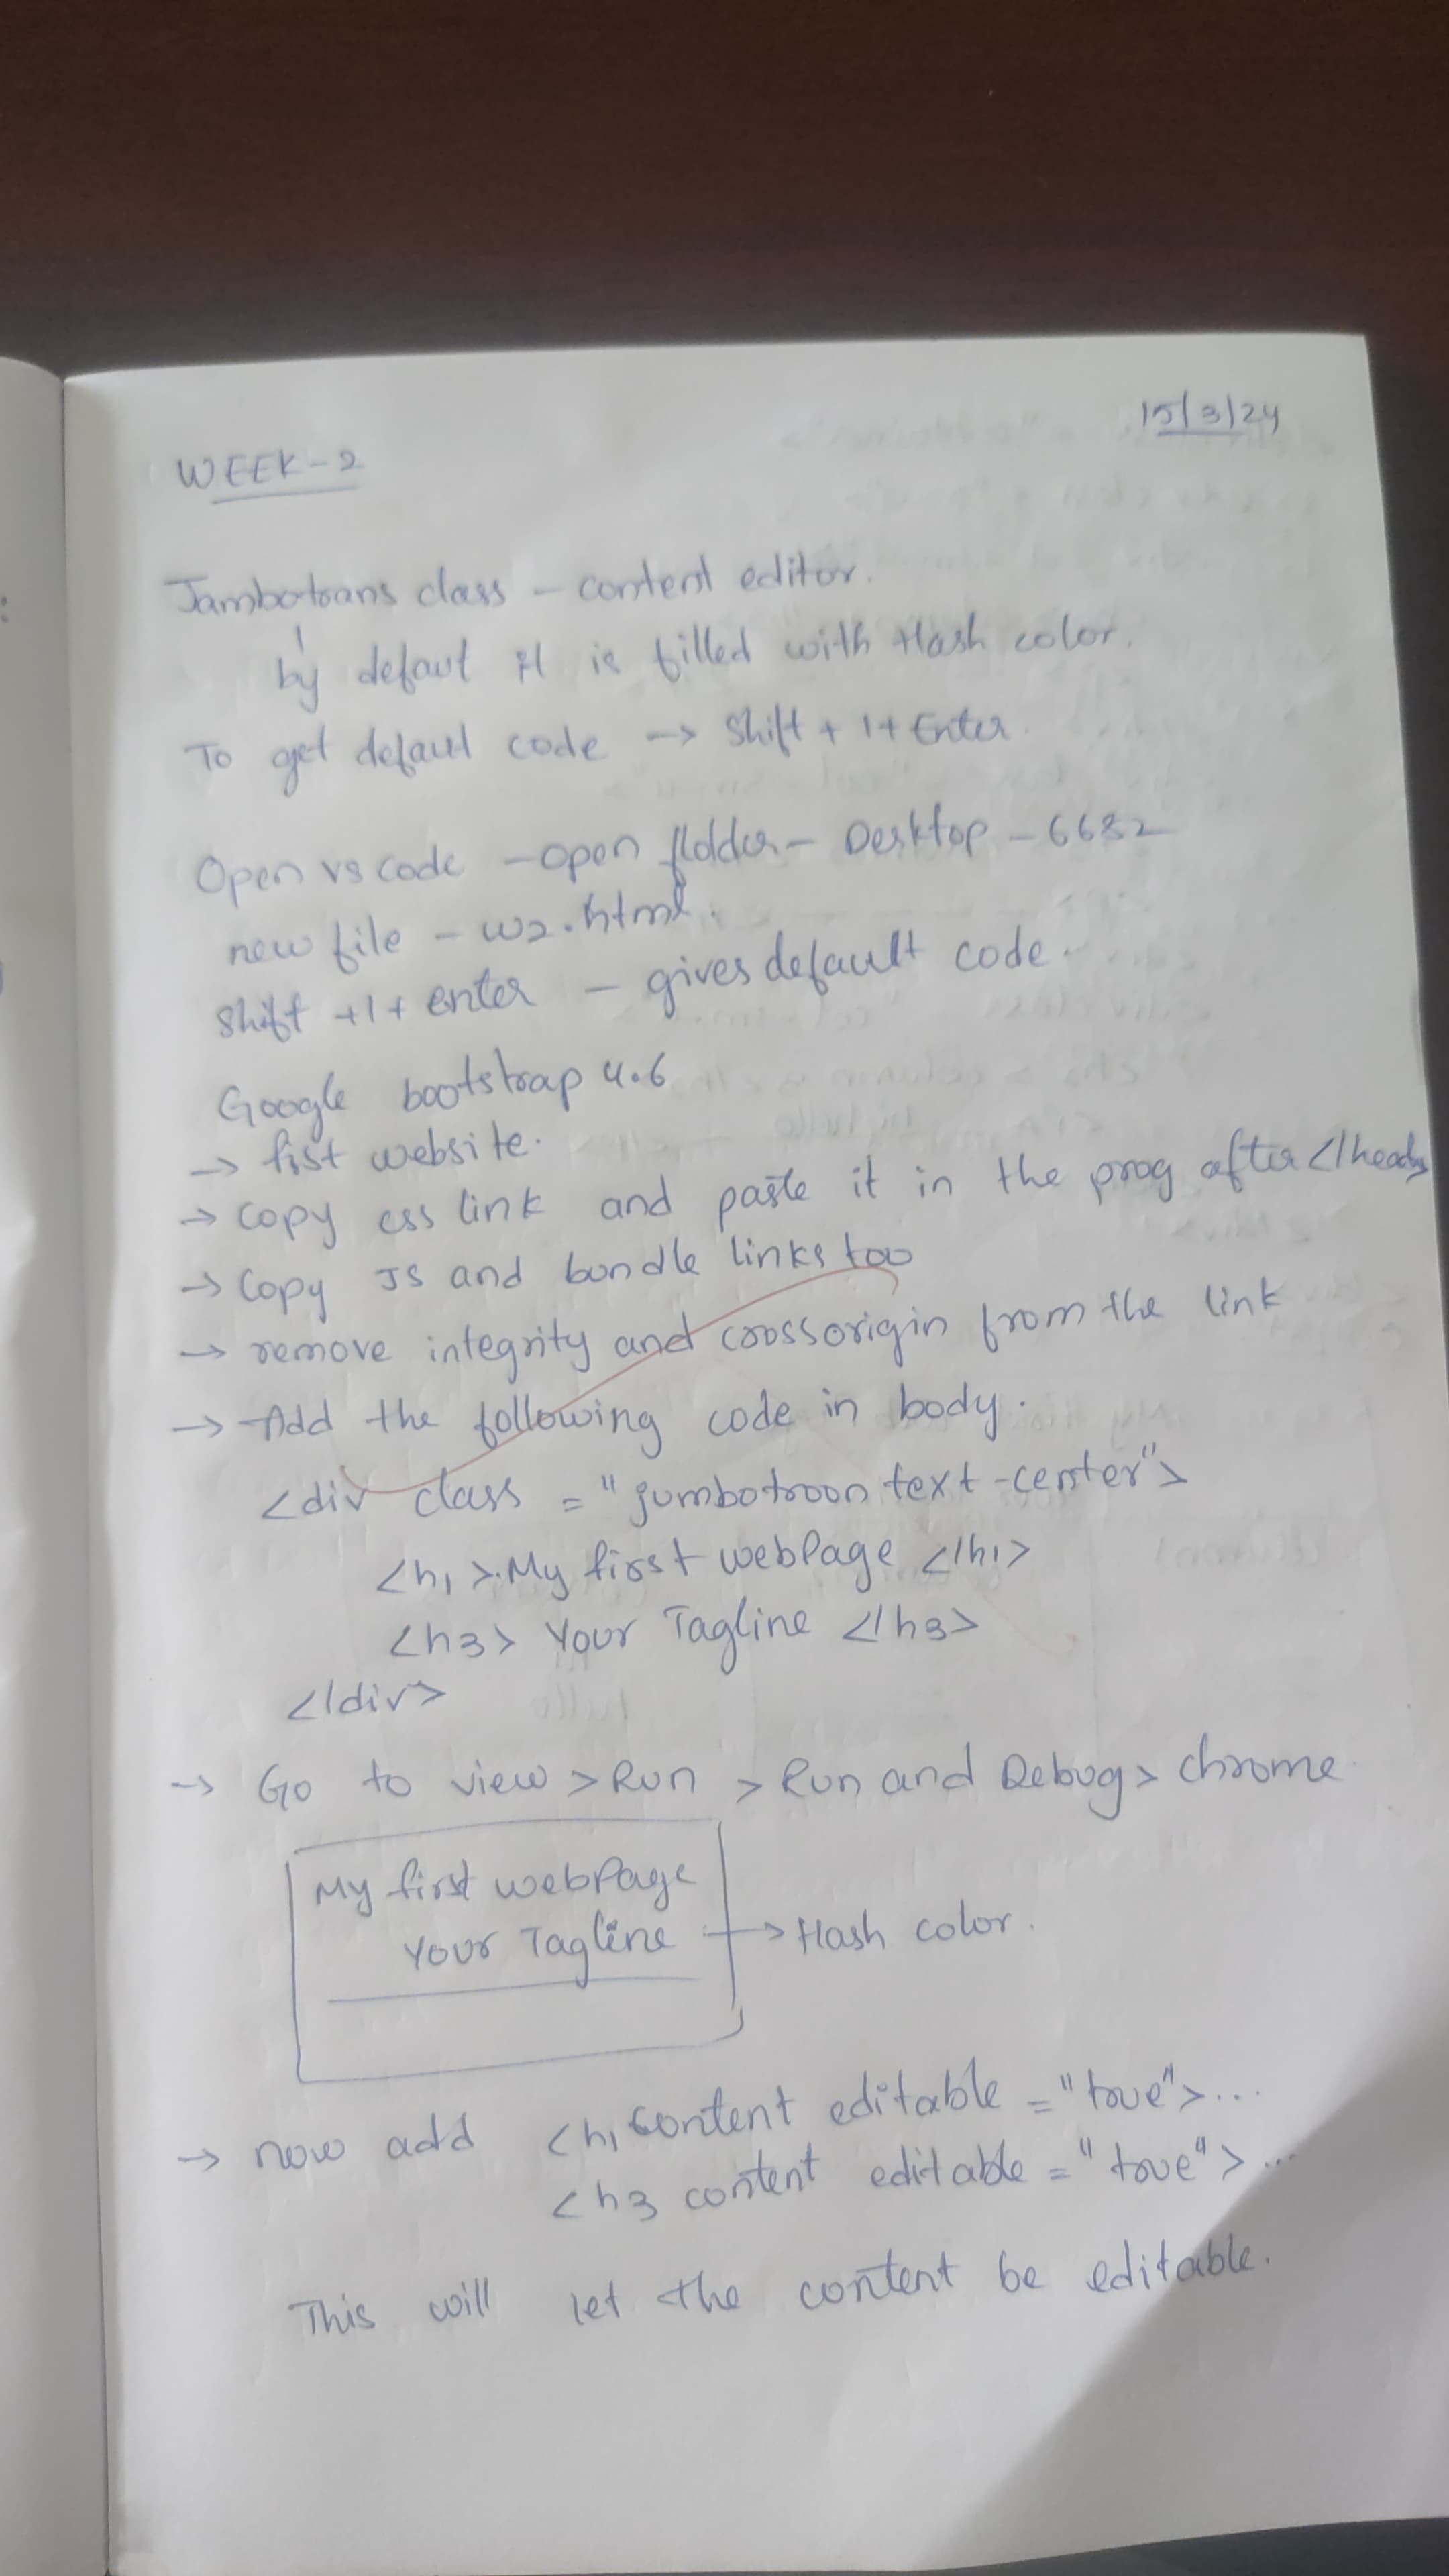 15/3/24
WEEK-2
Jambotrans class - content editor.
by defaut it is filled with Hash color.
To get defaut code → Shift + 1 + Enter.
Open vs code - open flolder - Desktop - 6682
new file - w2.html.
Shift + 1 + enter - gives default code.
Google bootstrap 4.6
→ fist website.
→ Copy css link and paste it in the prog after </head>
→ Copy JS and bundle links too
→ remove integrity and crossorigin from the link
→ Add the following code in body.
<div class = "jumbotroon text-center">
<h1>My first webPage </h1>
<h3> Your Tagline </h3>
</div>
→ Go to view > Run > Run and Debug > chrome.
My first webPage
Your Tagline → Hash color.
→ now add <h1 content editable = "true">...
<h3 content editable = "true">...
This will let the content be editable.